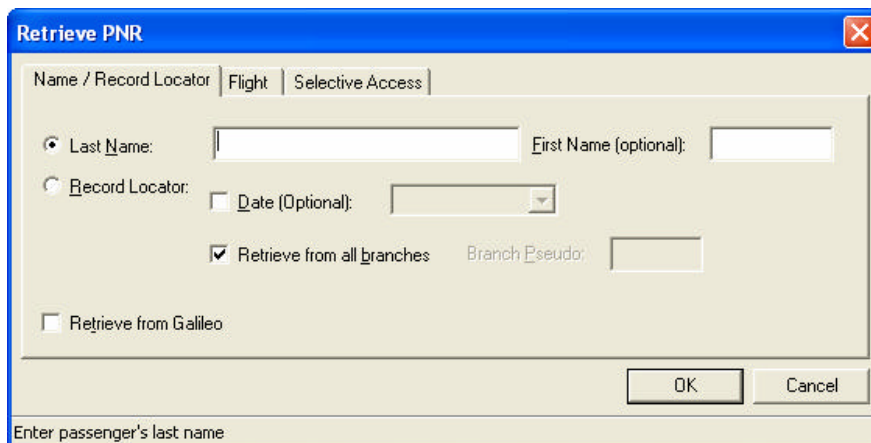 Retrieve PNR
Name / Record Locator Flight Selective Access
Last Name: First Name (optional):
Record Locator:
Date (Optional):
Retrieve from all branches Branch Pseudo:
Retrieve from Galileo
OK Cancel
Enter passenger's last name